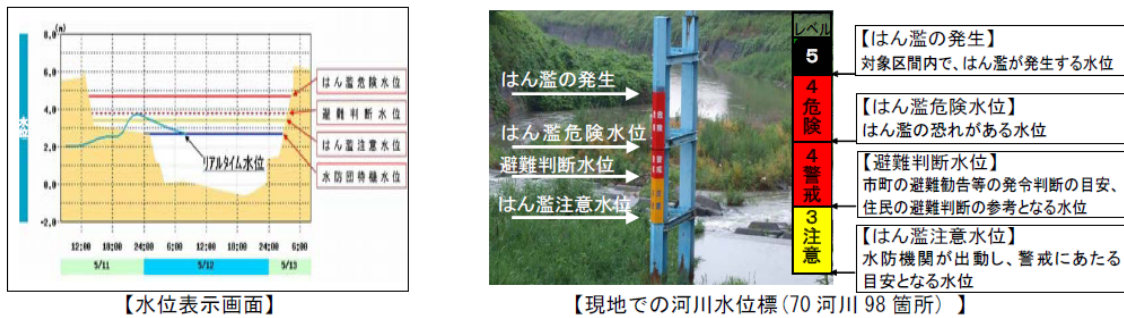 (m)
8.0
6.0
4.0
2.0
0.0
-2.0
はん濫危険水位
避難判断水位
はん濫注意水位
水防団待機水位
リアルタイム水位
12:00 18:00 24:00 6:00 12:00 18:00 24:00 6:00
5/11 5/12 5/13
【水位表示画面】
はん濫の発生
はん濫危険水位
避難判断水位
はん濫注意水位
レベル
5
4
危険
4
警戒
3
注意
【はん濫の発生】
対象区間内で、はん濫が発生する水位
【はん濫危険水位】
はん濫の恐れがある水位
【避難判断水位】
市町の避難勧告等の発令判断の目安、
住民の避難判断の参考となる水位
【はん濫注意水位】
水防機関が出動し、警戒にあたる
目安となる水位
【現地での河川水位標(70 河川 98 箇所) 】